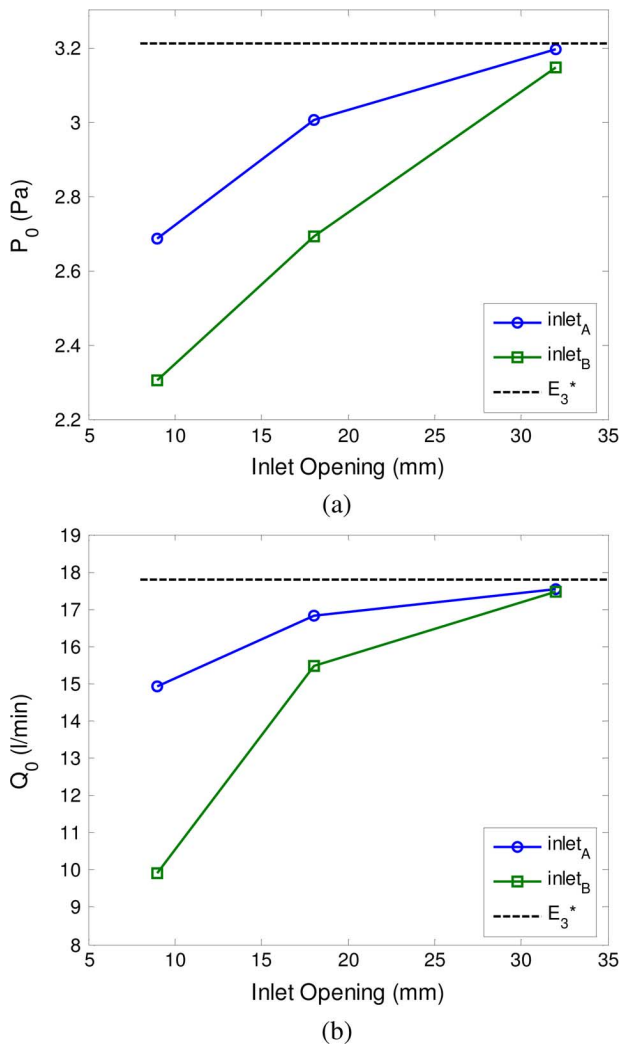 3.2
3
2.8
2.6
2.4
2.2
P0 (Pa)
inletA
inletB
E3*
5 10 15 20 25 30 35
Inlet Opening (mm)
(a)
19
18
17
16
15
14
13
12
11
10
9
8
Q0 (l/min)
inletA
inletB
E3*
5 10 15 20 25 30 35
Inlet Opening (mm)
(b)